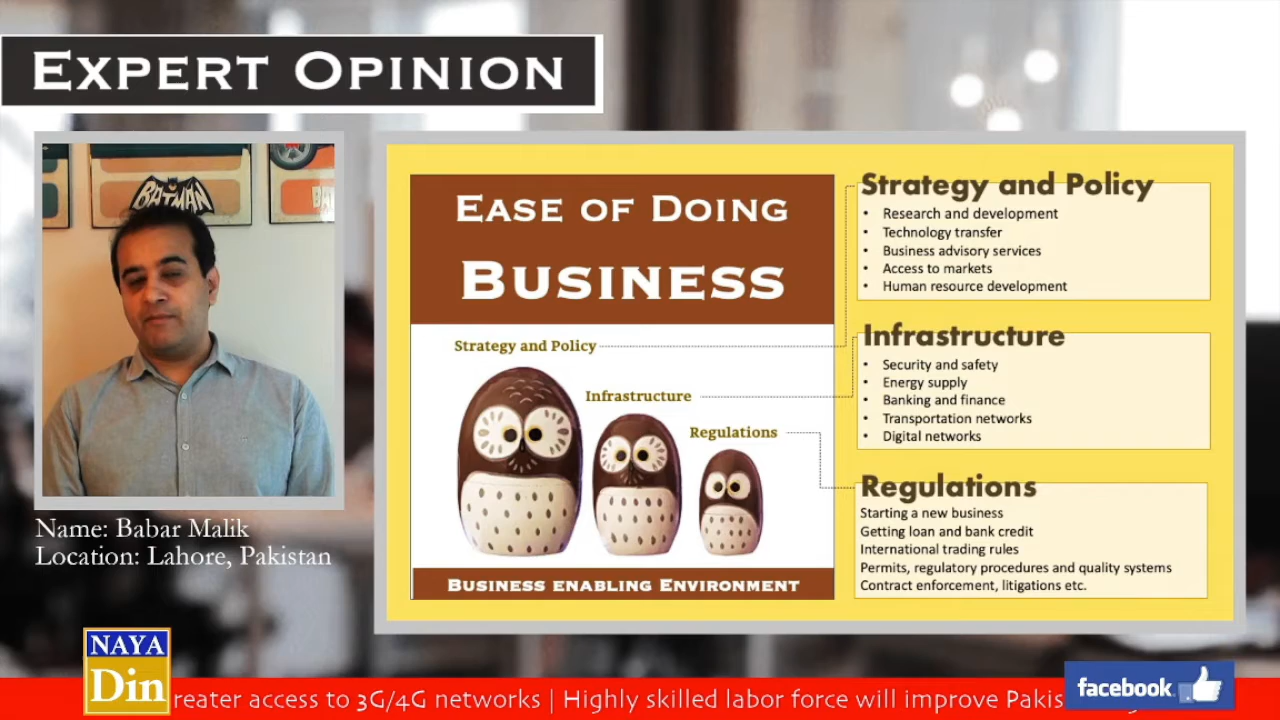 EXPERT OPINION
BATMAN
Name: Babar Malik
Location: Lahore, Pakistan
EASE OF DOING
BUSINESS
Strategy and Policy
Infrastructure
Regulations
BUSINESS ENABLING ENVIRONMENT
Strategy and Policy
• Research and development
• Technology transfer
• Business advisory services
• Access to markets
• Human resource development
Infrastructure
• Security and safety
• Energy supply
• Banking and finance
• Transportation networks
• Digital networks
Regulations
Starting a new business
Getting loan and bank credit
International trading rules
Permits, regulatory procedures and quality systems
Contract enforcement, litigations etc.
NAYA
Din
reater access to 3G/4G networks | Highly skilled labor force will improve Pakis
facebook